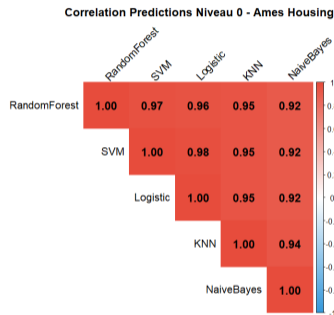 Correlation Predictions Niveau 0 - Ames Housing
RandomForest SVM Logistic KNN NaiveBayes
RandomForest 1.00 0.97 0.96 0.95 0.92
SVM 1.00 0.98 0.95 0.92
Logistic 1.00 0.95 0.92
KNN 1.00 0.94
NaiveBayes 1.00